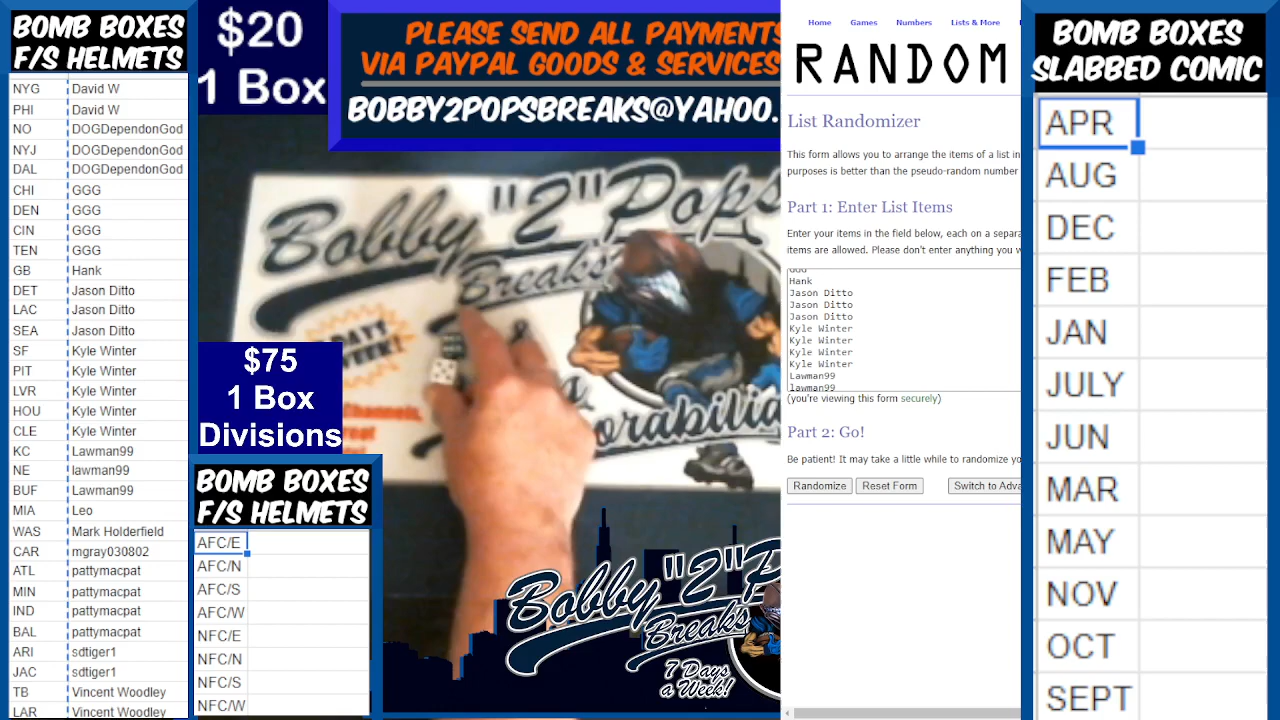 BOMB BOXES
F/S HELMETS
NYG David W
PHI David W
NO DOGDependonGod
NYJ DOGDependonGod
DAL DOGDependonGod
CHI GGG
DEN GGG
CIN GGG
TEN GGG
GB Hank
DET Jason Ditto
LAC Jason Ditto
SEA Jason Ditto
SF Kyle Winter
PIT Kyle Winter
LVR Kyle Winter
HOU Kyle Winter
CLE Kyle Winter
KC Lawman99
NE lawman99
BUF Lawman99
MIA Leo
WAS Mark Holderfield
CAR mgray030802
ATL pattymacpat
MIN pattymacpat
IND pattymacpat
BAL pattymacpat
ARI sdtiger1
JAC sdtiger1
TB Vincent Woodley
LAR Vincent Woodley
$20
1 Box
PLEASE SEND ALL PAYMENTS
VIA PAYPAL GOODS & SERVICES
BOBBY2POPSBREAKS@YAHOO.
Bobby "2" Pops
Breaks
$75
1 Box
Divisions
BOMB BOXES
F/S HELMETS
AFC/E
AFC/N
AFC/S
AFC/W
NFC/E
NFC/N
NFC/S
NFC/W
Bobby "2" P
Breaks
7 Days
a Week!
Home Games Numbers Lists & More
RANDOM
List Randomizer
This form allows you to arrange the items of a list in
purposes is better than the pseudo-random number
Part 1: Enter List Items
Enter your items in the field below, each on a separa
items are allowed. Please don't enter anything you w
Hank
Jason Ditto
Jason Ditto
Jason Ditto
Kyle Winter
Kyle Winter
Kyle Winter
Kyle Winter
Lawman99
lawman99
(you're viewing this form securely)
Part 2: Go!
Be patient! It may take a little while to randomize yo
Randomize Reset Form Switch to Adva
BOMB BOXES
SLABBED COMIC
APR
AUG
DEC
FEB
JAN
JULY
JUN
MAR
MAY
NOV
OCT
SEPT